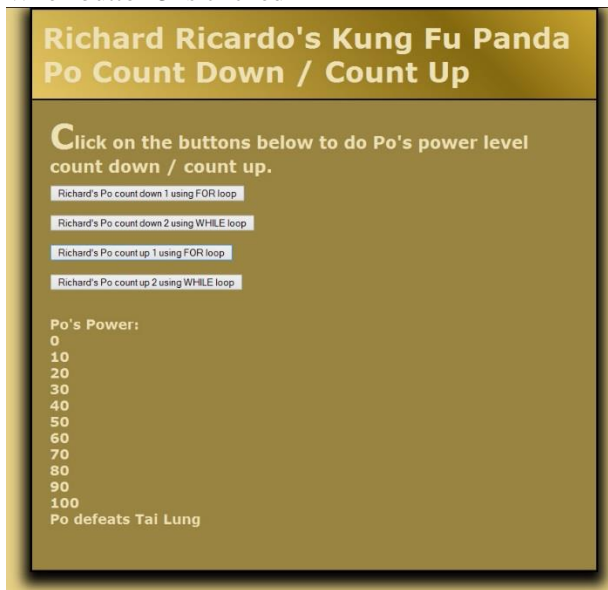 Richard Ricardo's Kung Fu Panda
Po Count Down / Count Up
Click on the buttons below to do Po's power level
count down / count up.
Richard's Po count down 1 using FOR loop
Richard's Po count down 2 using WHILE loop
Richard's Po count up 1 using FOR loop
Richard's Po count up 2 using WHILE loop
Po's Power:
0
10
20
30
40
50
60
70
80
90
100
Po defeats Tai Lung